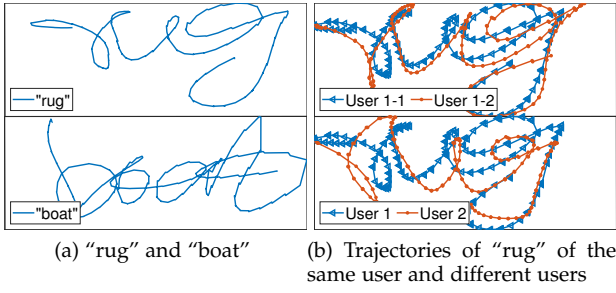 "rug"
User 1-1 User 1-2
"boat"
User 1 User 2
(a) "rug" and "boat"
(b) Trajectories of "rug" of the
same user and different users